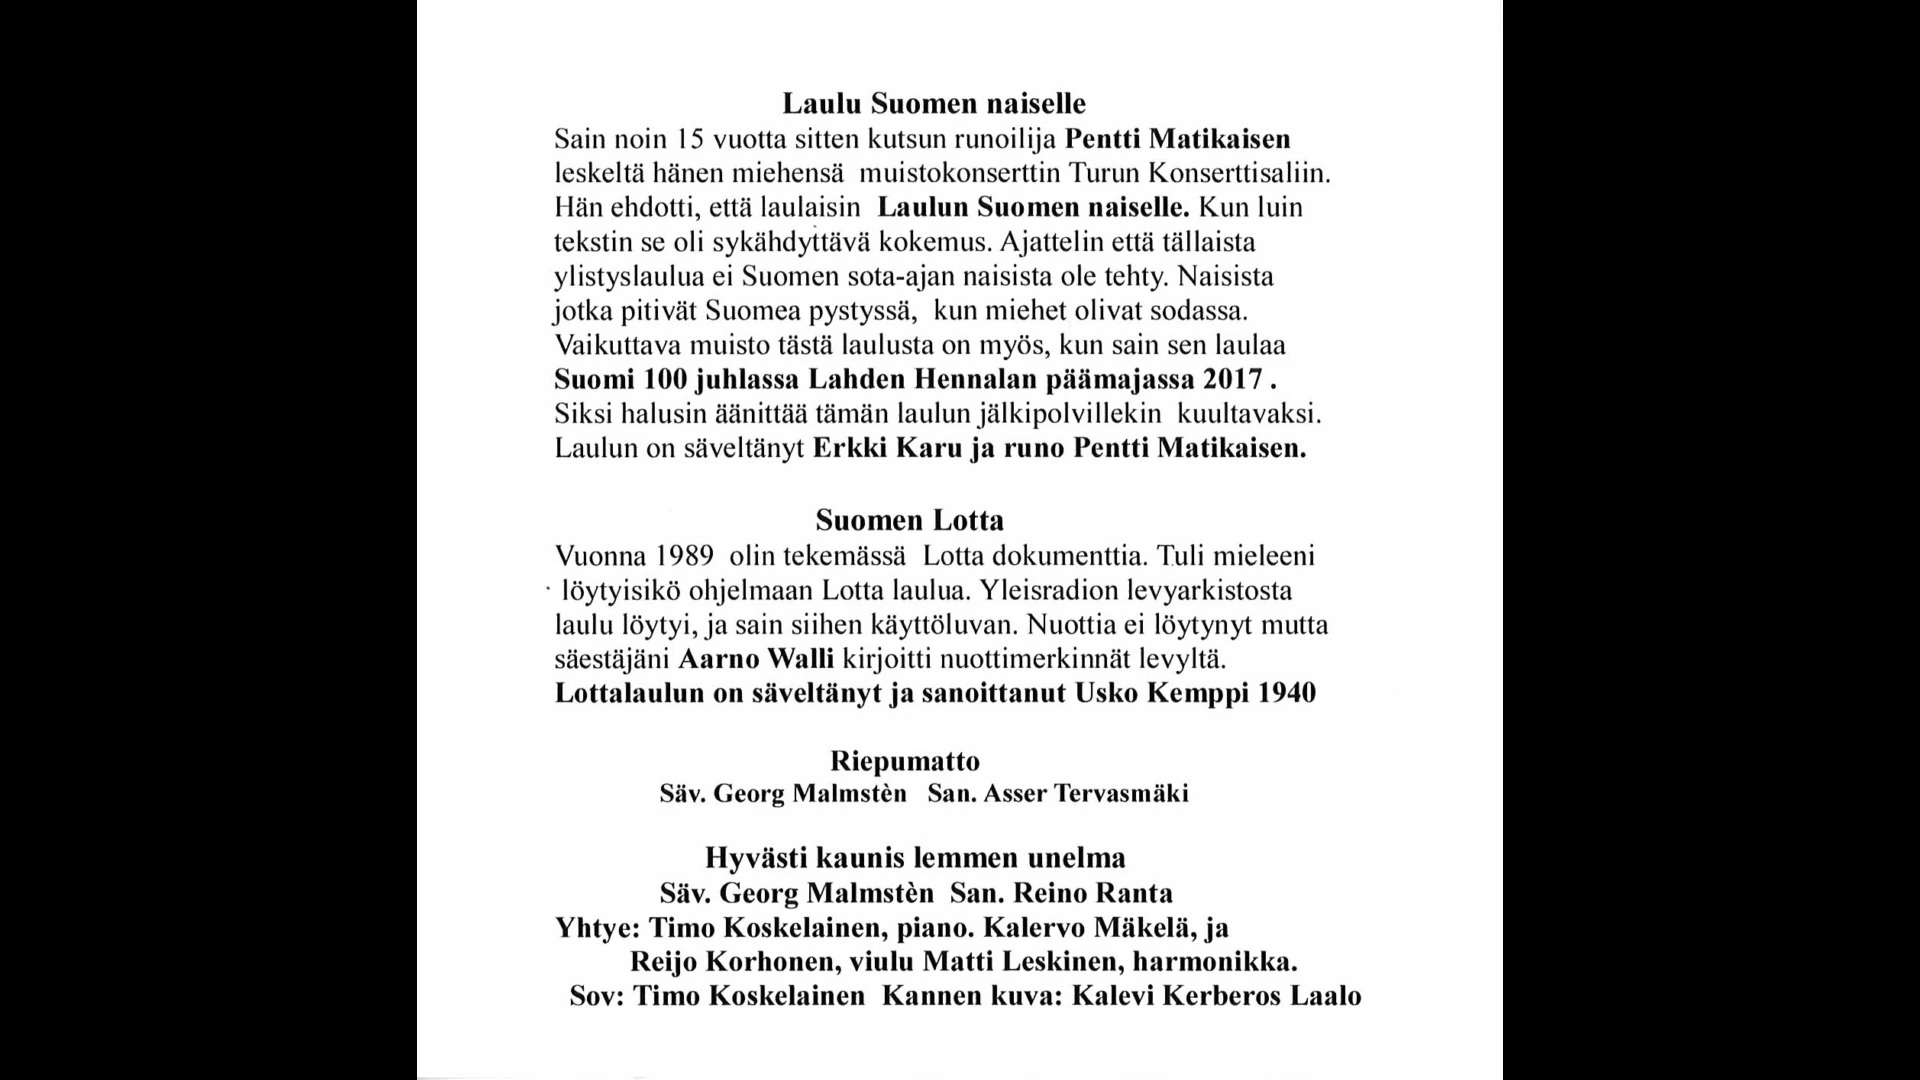 Laulu Suomen naiselle
Sain noin 15 vuotta sitten kutsun runoilija Pentti Matikaisen
leskeltä hänen miehensä muistokonserttin Turun Konserttisaliin.
Hän ehdotti, että laulaisin Laulun Suomen naiselle. Kun luin
tekstin se oli sykähdyttävä kokemus. Ajattelin että tällaista
ylistyslaulua ei Suomen sota-ajan naisista ole tehty. Naisista
jotka pitivät Suomea pystyssä, kun miehet olivat sodassa.
Vaikuttava muisto tästä laulusta on myös, kun sain sen laulaa
Suomi 100 juhlassa Lahden Hennalan päämajassa 2017 .
Siksi halusin äänittää tämän laulun jälkipolvillekin kuultavaksi.
Laulun on säveltänyt Erkki Karu ja runo Pentti Matikaisen.
Suomen Lotta
Vuonna 1989 olin tekemässä Lotta dokumenttia. Tuli mieleeni
löytyisikö ohjelmaan Lotta laulua. Yleisradion levyarkistosta
laulu löytyi, ja sain siihen käyttöluvan. Nuottia ei löytynyt mutta
säestäjäni Aarno Walli kirjoitti nuottimerkinnät levyltä.
Lottalaulun on säveltänyt ja sanoittanut Usko Kemppi 1940
Riepumatto
Säv. Georg Malmstèn San. Asser Tervasmäki
Hyvästi kaunis lemmen unelma
Säv. Georg Malmstèn San. Reino Ranta
Yhtye: Timo Koskelainen, piano. Kalervo Mäkelä, ja
Reijo Korhonen, viulu Matti Leskinen, harmonikka.
Sov: Timo Koskelainen Kannen kuva: Kalevi Kerberos Laalo